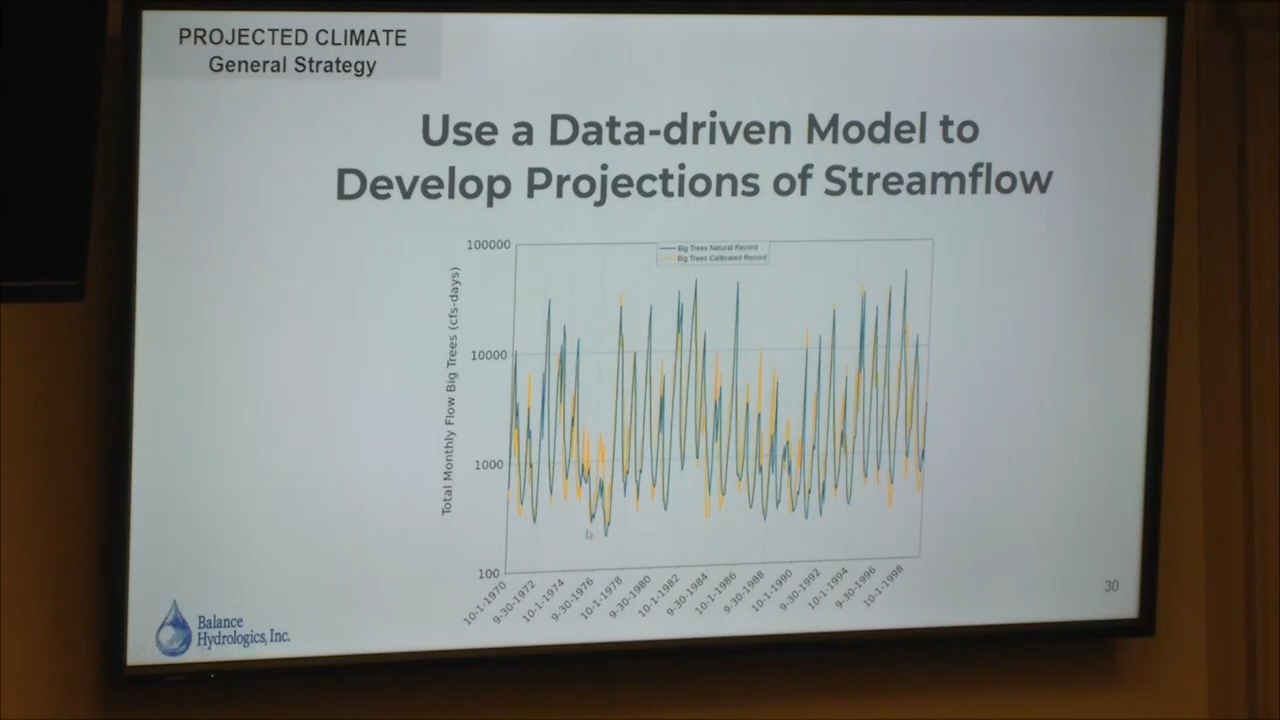 PROJECTED CLIMATE
General Strategy
Use a Data-driven Model to
Develop Projections of Streamflow
Big Trees Natural Record
Big Trees Calibrated Record
Total Monthly Flow Big Trees (cfs-days)
100000
10000
1000
100
10-1-1970
9-30-1972
10-1-1974
9-30-1976
10-1-1978
9-30-1980
10-1-1982
9-30-1984
10-1-1986
9-30-1988
10-1-1990
9-30-1992
10-1-1994
9-30-1996
10-1-1998
30
Balance
Hydrologics, Inc.